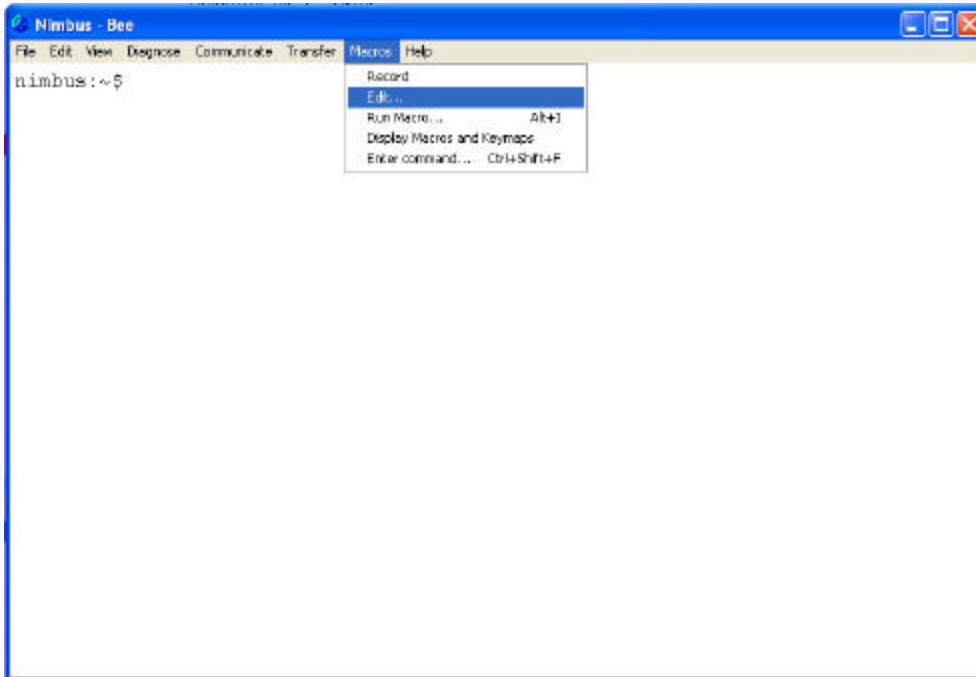 Nimbus - Bee
File Edit View Diagnose Communicate Transfer Macros Help
nimbus:~$
Record
Edit...
Run Macro... Alt+I
Display Macros and Keymaps
Enter command... Ctrl+Shift+F